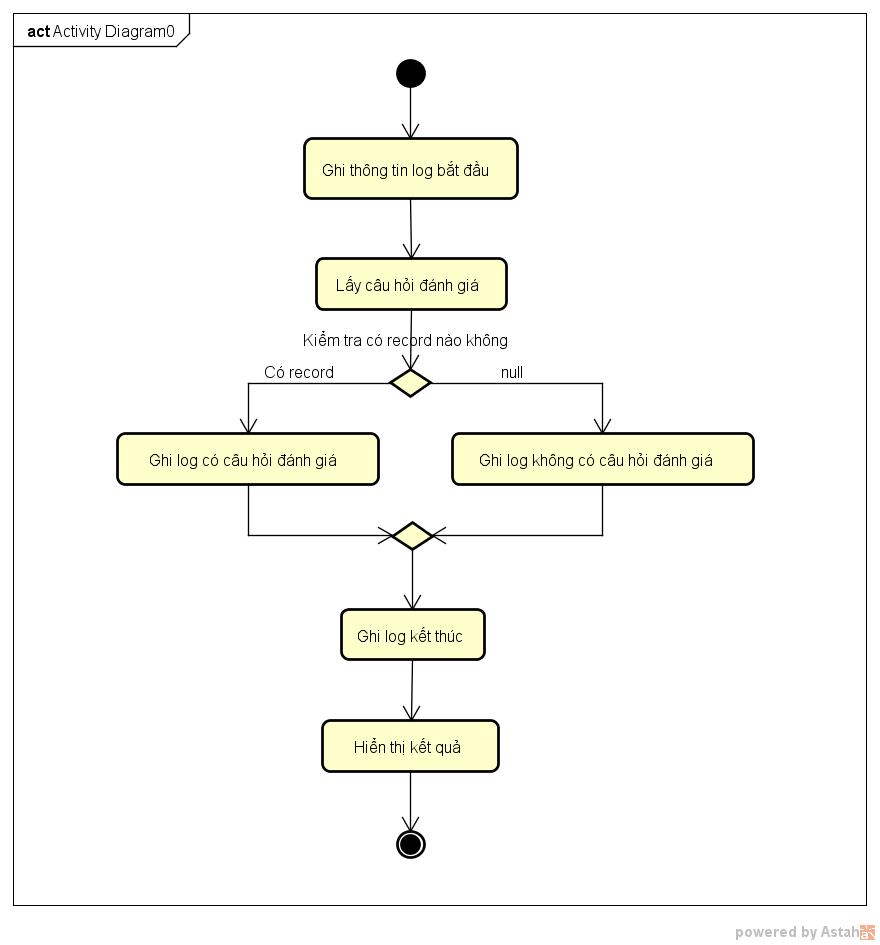 act Activity Diagram0
Ghi thông tin log bắt đầu
Lấy câu hỏi đánh giá
Kiểm tra có record nào không
Có record
null
Ghi log có câu hỏi đánh giá
Ghi log không có câu hỏi đánh giá
Ghi log kết thúc
Hiển thị kết quả
powered by Astah